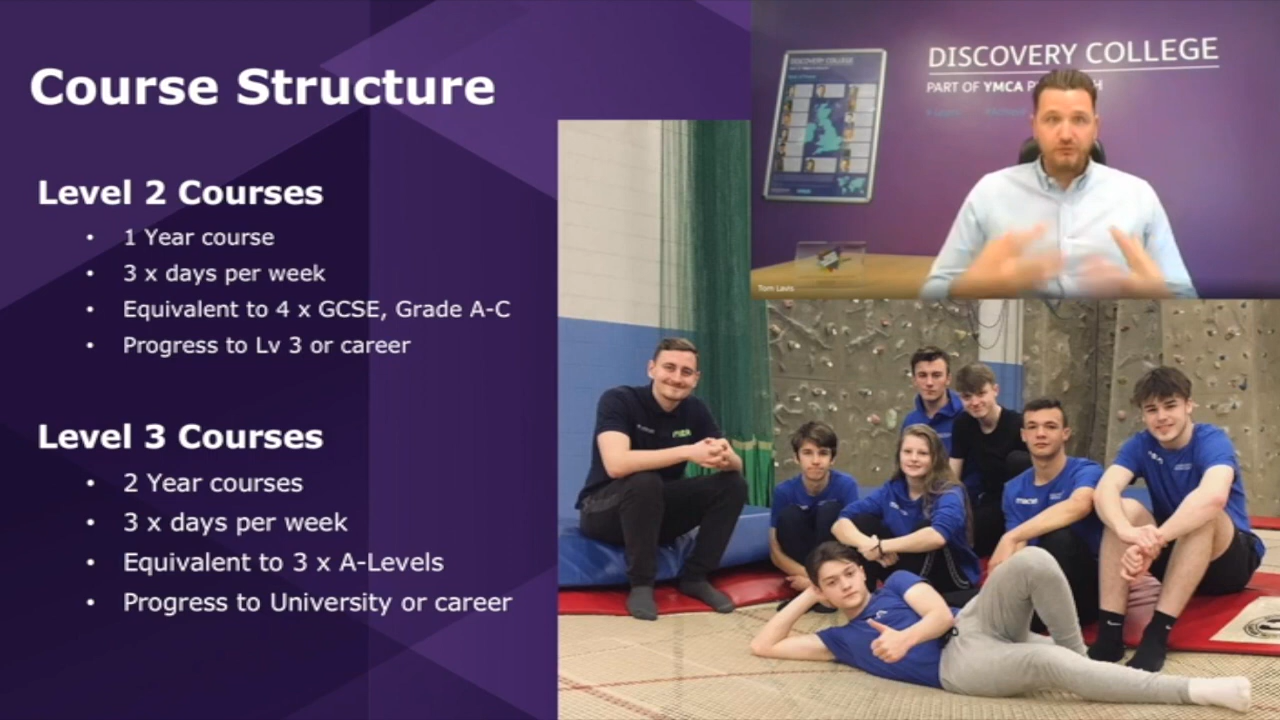 Course Structure
Level 2 Courses
• 1 Year course
• 3 x days per week
• Equivalent to 4 x GCSE, Grade A-C
• Progress to Lv 3 or career
Level 3 Courses
• 2 Year courses
• 3 x days per week
• Equivalent to 3 x A-Levels
• Progress to University or career
DISCOVERY COLLEGE
PART OF YMCA
DISCOVERY COLLEGE
Tom Lavis